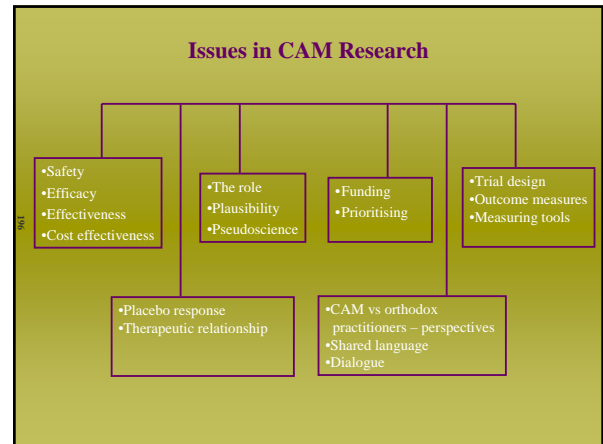 Issues in CAM Research
•Safety
•Efficacy
•Effectiveness
•Cost effectiveness
•The role
•Plausibility
•Pseudoscience
•Funding
•Prioritising
•Trial design
•Outcome measures
•Measuring tools
•Placebo response
•Therapeutic relationship
•CAM vs orthodox
practitioners – perspectives
•Shared language
•Dialogue
196